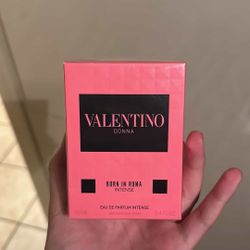 VALENTINO
DONNA
BORN IN ROMA
INTENSE
EAU DE PARFUM INTENSE